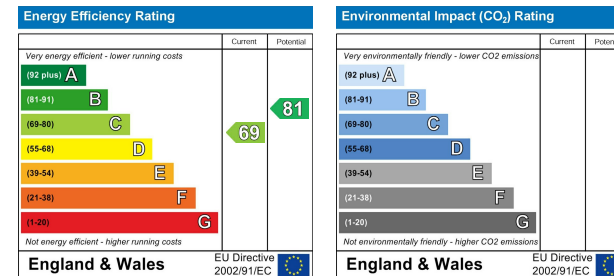 Energy Efficiency Rating
Current Potential
Very energy efficient - lower running costs
(92 plus) A
(81-91) B
(69-80) C
(55-68) D
(39-54) E
(21-38) F
(1-20) G
69
81
Not energy efficient - higher running costs
England & Wales
EU Directive
2002/91/EC
Environmental Impact (CO₂) Rating
Current
Very environmentally friendly - lower CO2 emissions
(92 plus) A
(81-91) B
(69-80) C
(55-68) D
(39-54) E
(21-38) F
(1-20) G
Not environmentally friendly - higher CO2 emissions
England & Wales
EU Directive
2002/91/EC